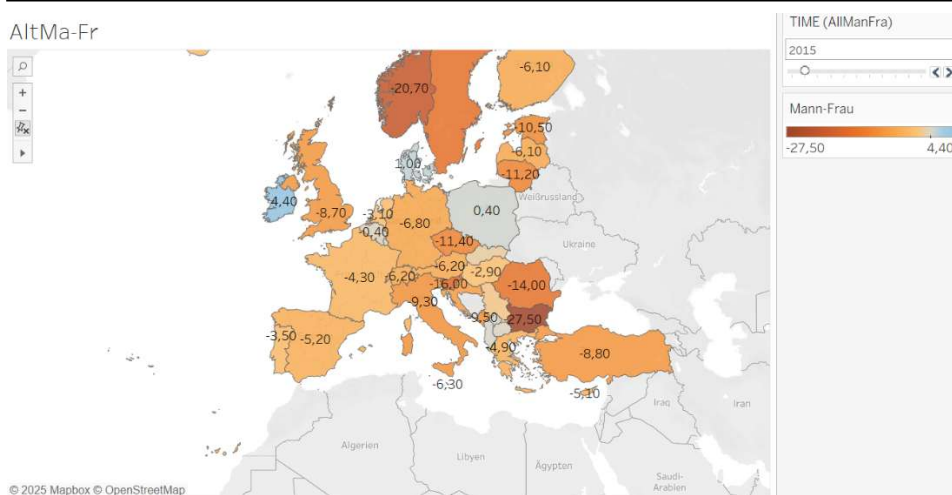 AltMa-Fr
TIME (AllManFra)
2015
Mann-Frau
-27,50
4,40
-6,10
-20,70
-10,50
1,00
-6,10
-11,20
Weißrussland
-4,40
-3,10
0,40
-8,70
-6,80
-0,40
-11,40
Ukraine
-6,20
-2,90
-4,30
-6,20
-16,00
-14,00
-9,30
-9,50
-27,50
-3,50
-5,20
-4,90
-8,80
-6,30
-5,10
Iraq
Iran
Algerien
Libyen
Ägypten
Saudi-
Arabien
© 2025 Mapbox © OpenStreetMap